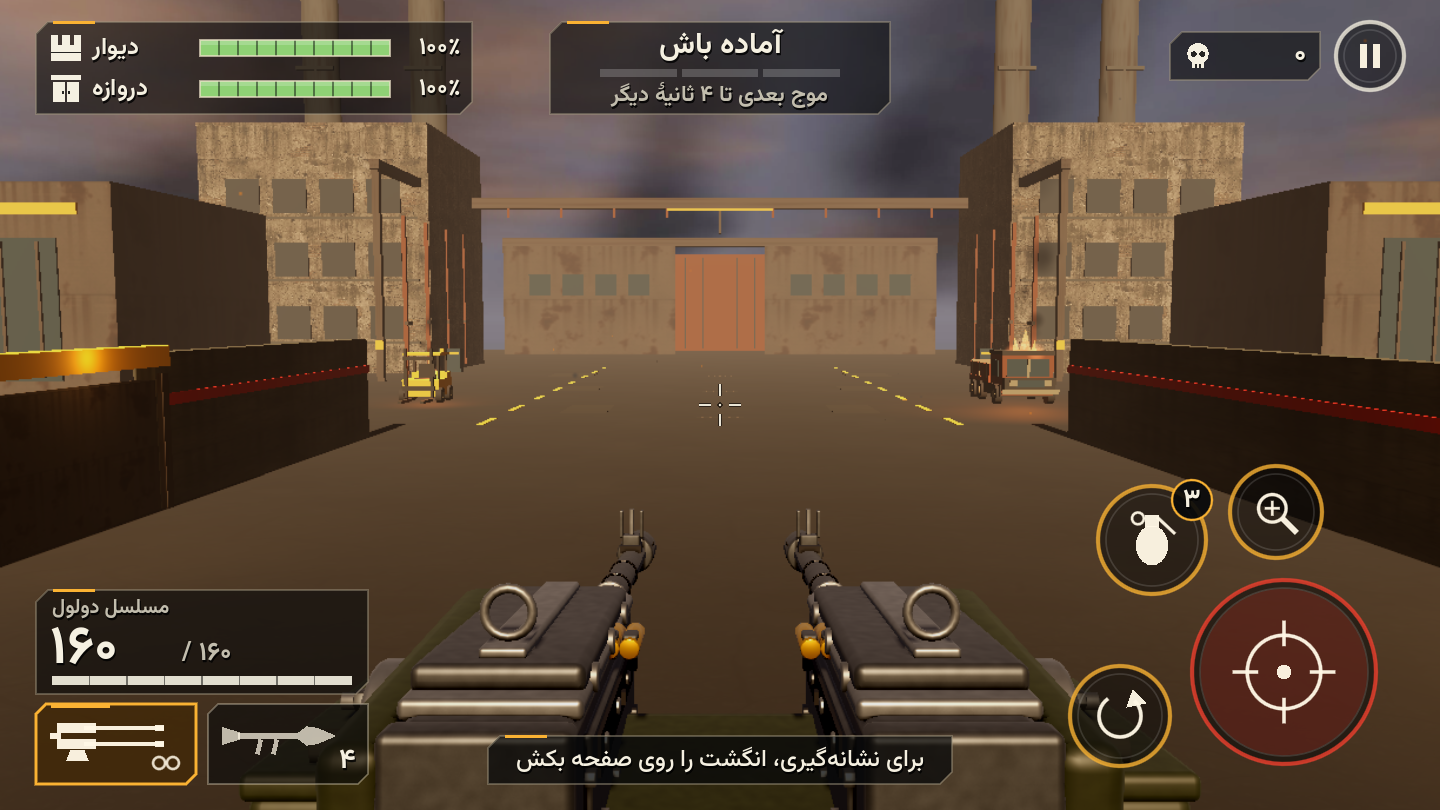 دیوار ۱۰۰٪
دروازه ۱۰۰٪
آماده باش
موج بعدی تا ۴ ثانیهٔ دیگر
۰
۳
مسلسل دولول
۱۶۰ / ۱۶۰
∞
۴
برای نشانه‌گیری، انگشت را روی صفحه بکش